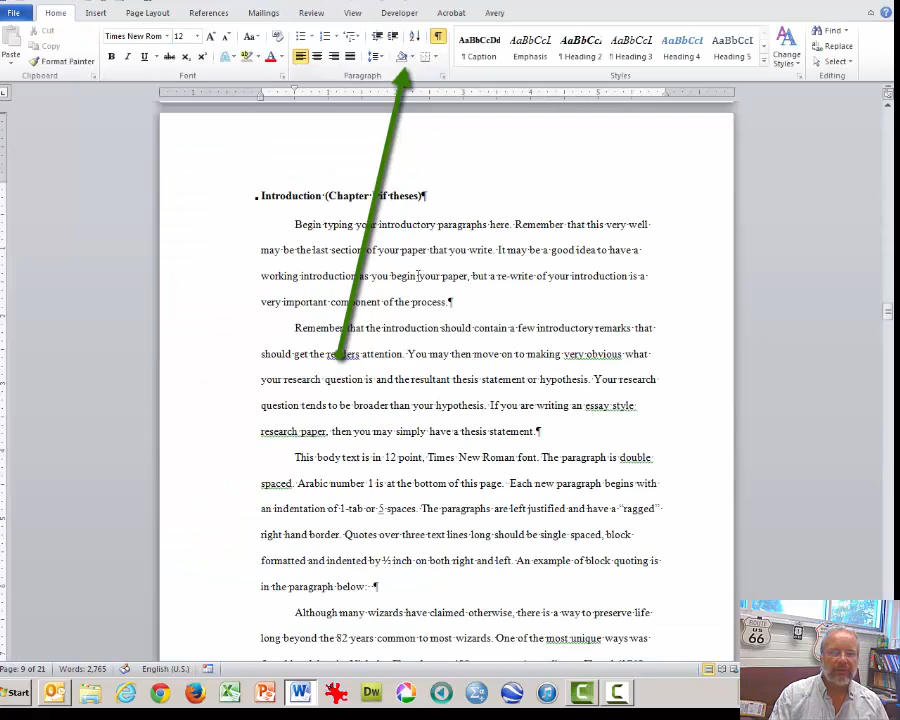 File Home Insert Page Layout References Mailings Review View Developer Acrobat Avery
Cut
Copy
Paste
Format Painter
Clipboard
Times New Rom 12
Font
Paragraph
AaBbCcDd AaBbCcI AaBbCc AaBbCcI AaBbCcI AaBbCcI
¶ Caption Emphasis ¶ Heading 2 ¶ Heading 3 Heading 4 Heading 5
Change Styles
Styles
Find
Replace
Select
Editing
Introduction (Chapter if theses)¶
Begin typing your introductory paragraphs here. Remember that this very well
may be the last section of your paper that you write. It may be a good idea to have a
working introduction as you begin your paper, but a re-write of your introduction is a
very important component of the process.¶
Remember that the introduction should contain a few introductory remarks that
should get the readers attention. You may then move on to making very obvious what
your research question is and the resultant thesis statement or hypothesis. Your research
question tends to be broader than your hypothesis. If you are writing an essay style
research paper, then you may simply have a thesis statement.¶
This body text is in 12 point, Times New Roman font. The paragraph is double
spaced. Arabic number 1 is at the bottom of this page. Each new paragraph begins with
an indentation of 1-tab or 5 spaces. The paragraphs are left justified and have a “ragged”
right hand border. Quotes over three text lines long should be single spaced, block
formatted and indented by ½ inch on both right and left. An example of block quoting is
in the paragraph below: ¶
Although many wizards have claimed otherwise, there is a way to preserve life
long beyond the 82 years common to most wizards. One of the most unique ways was
Page: 9 of 21 Words: 2,765 English (U.S.)
Start
ROUTE
US
66